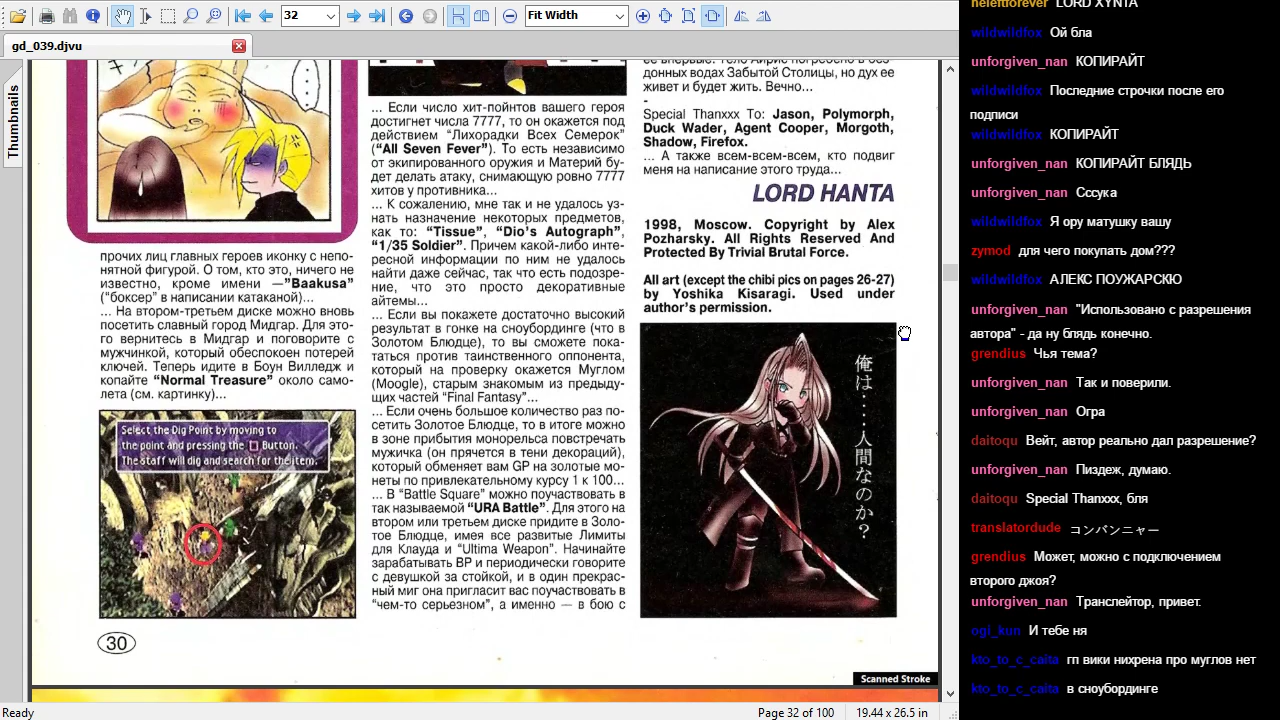 32
Fit Width
gd_039.djvu
Thumbnails
прочих лиц главных героев иконку с непо-
нятной фигурой. О том, кто это, ничего не
известно, кроме имени —"Baakusa"
("боксер" в написании катаканой)...
... На втором-третьем диске можно вновь
посетить славный город Мидгар. Для это-
го вернитесь в Мидгар и поговорите с
мужчинкой, который обеспокоен потерей
ключей. Теперь идите в Боун Вилледж и
копайте "Normal Treasure" около само-
лета (см. картинку)...
Select the Dig Point by moving to
the point and pressing the Button.
The staff will dig and search for the item.
30
... Если число хит-пойнтов вашего героя
достигнет числа 7777, то он окажется под
действием "Лихорадки Всех Семерок"
("All Seven Fever"). То есть независимо
от экипированного оружия и Материй бу-
дет делать атаку, снимающую ровно 7777
хитов у противника...
... К сожалению, мне так и не удалось уз-
нать назначение некоторых предметов,
как то: "Tissue", "Dio's Autograph",
"1/35 Soldier". Причем какой-либо инте-
ресной информации по ним не удалось
найти даже сейчас, так что есть подозре-
ние, что это просто декоративные
айтемы...
... Если вы покажете достаточно высокий
результат в гонке на сноубординге (что в
Золотом Блюдце), то вы сможете пока-
таться против таинственного оппонента,
который на проверку окажется Муглом
(Moogle), старым знакомым из предыду-
щих частей "Final Fantasy"...
... Если очень большое количество раз по-
сетить Золотое Блюдце, то в итоге можно
в зоне прибытия монорельса повстречать
мужичка (он прячется в тени декораций),
который обменяет вам GP на золотые мо-
неты по привлекательному курсу 1 к 100...
... В "Battle Square" можно поучаствовать в
так называемой "URA Battle". Для этого на
втором или третьем диске придите в Золо-
тое Блюдце, имея все развитые Лимиты
для Клауда и "Ultima Weapon". Начинайте
зарабатывать BP и периодически говорите
с девушкой за стойкой, и в один прекрас-
ный миг она пригласит вас поучаствовать в
"чем-то серьезном", а именно — в бою с
ее впервые. Тело Айрис погребено в без-
донных водах Забытой Столицы, но дух ее
живет и будет жить. Вечно...
-
Special Thanxxx To: Jason, Polymorph,
Duck Wader, Agent Cooper, Morgoth,
Shadow, Firefox.
... А также всем-всем-всем, кто подвиг
меня на написание этого труда...
LORD HANTA
1998, Moscow. Copyright by Alex
Pozharsky. All Rights Reserved And
Protected By Trivial Brutal Force.
All art (except the chibi pics on pages 26-27)
by Yoshika Kisaragi. Used under
author's permission.
俺は・・・・人間なのか？
Scanned Stroke
Ready
Page 32 of 100
19.44 x 26.5 in
heleftforever LORD XYNTA
wildwildfox Ой бла
unforgiven_nan КОПИРАЙТ
wildwildfox Последние строчки после его
подписи
wildwildfox КОПИРАЙТ
unforgiven_nan КОПИРАЙТ БЛЯДЬ
unforgiven_nan Сссука
wildwildfox Я ору матушку вашу
zymod для чего покупать дом???
wildwildfox АЛЕКС ПОУЖАРСКЮ
unforgiven_nan "Использовано с разрешения
автора" - да ну блядь конечно.
grendius Чья тема?
unforgiven_nan Так и поверили.
unforgiven_nan Огра
daitoqu Вейт, автор реально дал разрешение?
unforgiven_nan Пиздеж, думаю.
daitoqu Special Thanxxx, бля
translatordude コンバンニャー
grendius Может, можно с подключением
второго джоя?
unforgiven_nan Транслейтор, привет.
ogi_kun И тебе ня
kto_to_c_caita гп вики нихрена про муглов нет
kto_to_c_caita в сноубординге